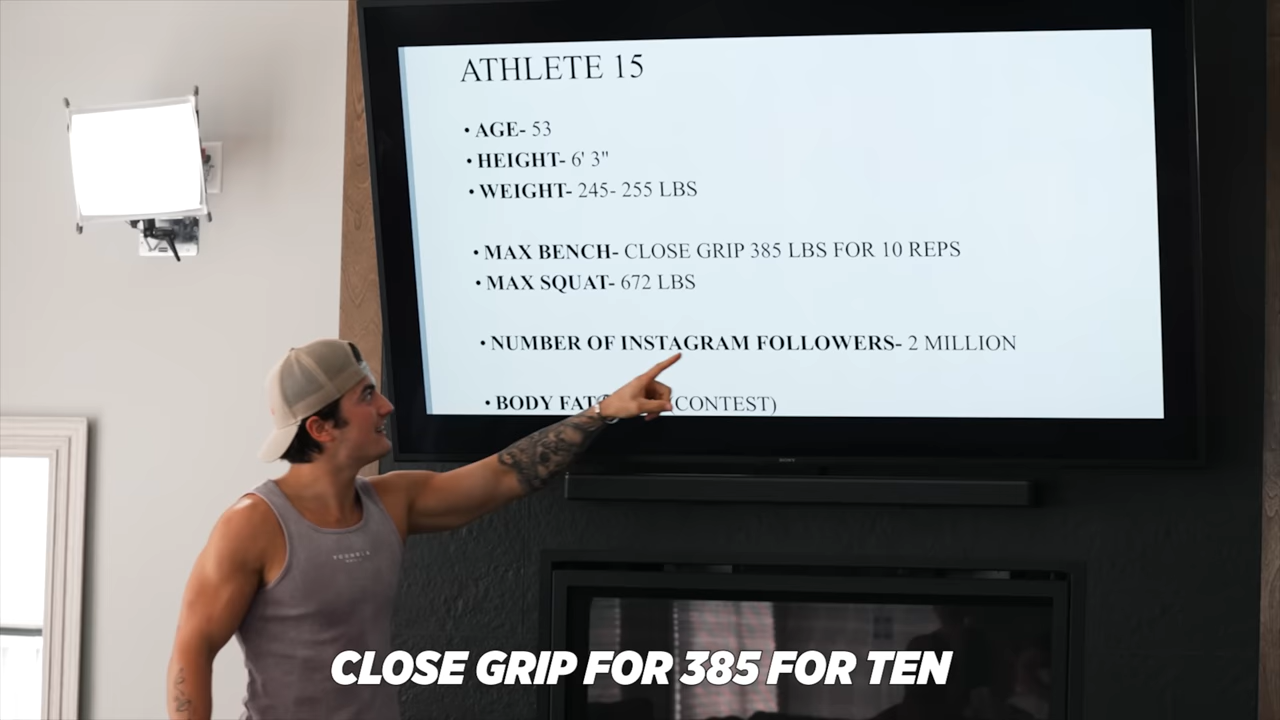 ATHLETE 15
• AGE- 53
• HEIGHT- 6' 3"
• WEIGHT- 245- 255 LBS
• MAX BENCH- CLOSE GRIP 385 LBS FOR 10 REPS
• MAX SQUAT- 672 LBS
• NUMBER OF INSTAGRAM FOLLOWERS- 2 MILLION
• BODY FAT (CONTEST)
SONY
YOUNGLA
CLOSE GRIP FOR 385 FOR TEN